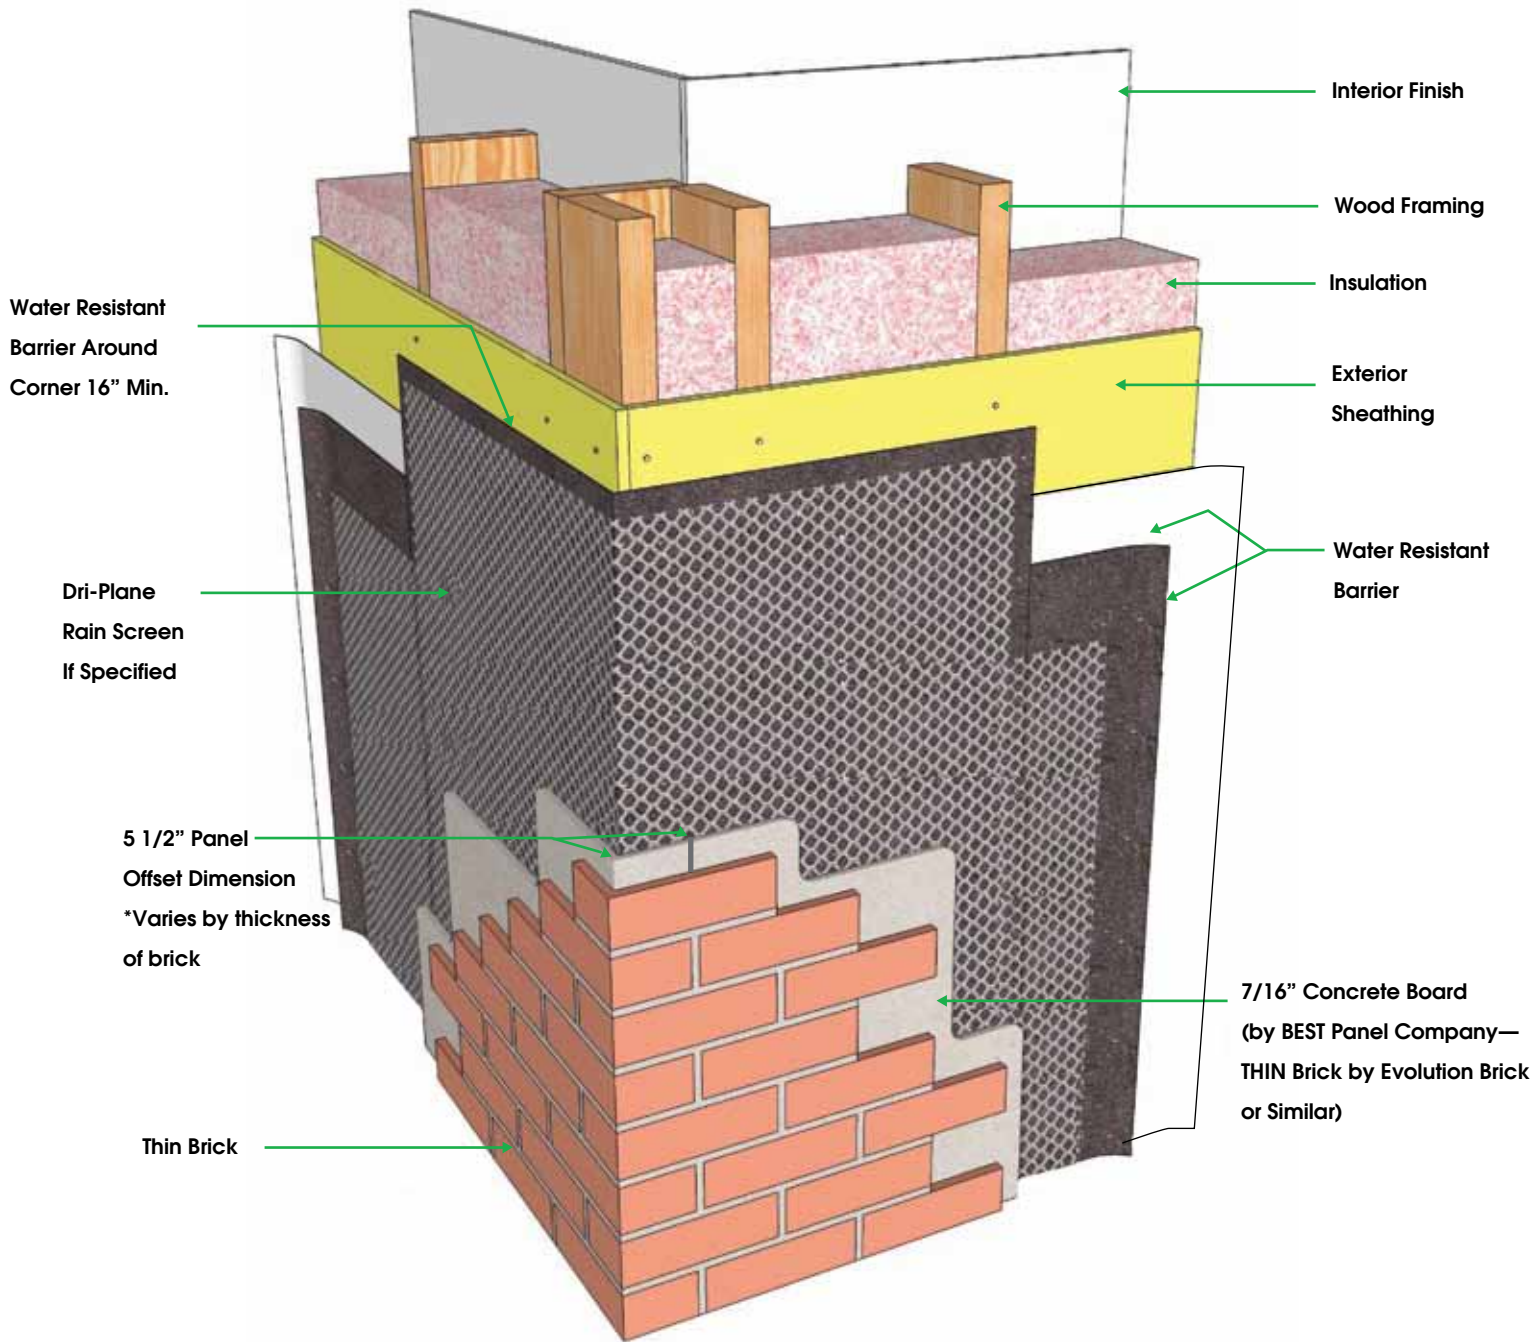 Interior Finish
Wood Framing
Insulation
Water Resistant
Barrier Around
Corner 16” Min.
Exterior
Sheathing
Water Resistant
Barrier
Dri-Plane
Rain Screen
If Specified
5 1/2” Panel
Offset Dimension
*Varies by thickness
of brick
7/16” Concrete Board
(by BEST Panel Company—
THIN Brick by Evolution Brick
or Similar)
Thin Brick